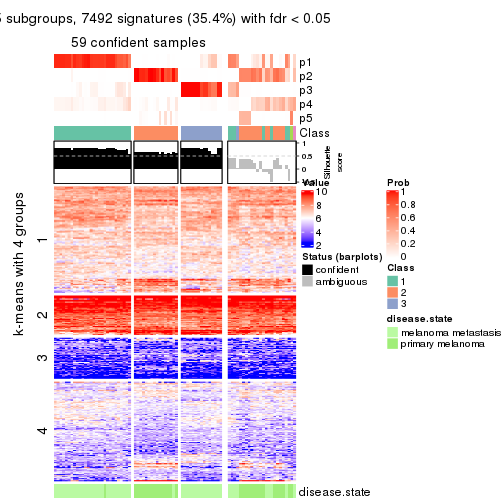 5 subgroups, 7492 signatures (35.4%) with fdr < 0.05
59 confident samples
p1
p2
p3
p4
p5
Class
1
0.5
0
Silhouette
score
k-means with 4 groups
1
2
3
4
Value
10
8
6
4
2
Status (barplots)
confident
ambiguous
Prob
1
0.8
0.6
0.4
0.2
0
Class
1
2
3
disease.state
melanoma metastasis
primary melanoma
disease.state